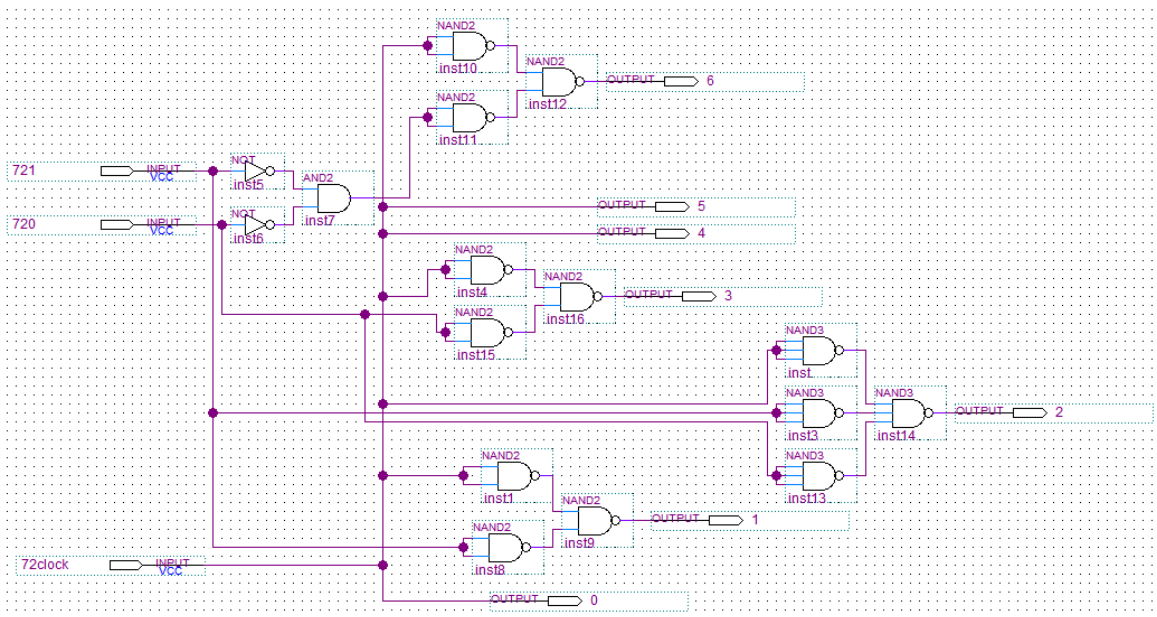 NAND2
inst10
NAND2
inst12
OUTPUT 6
NAND2
inst11
721 INPUT
VCC
NOT
inst5
AND2
inst7
720 INPUT
VCC
NOT
inst6
OUTPUT 5
OUTPUT 4
NAND2
inst4
NAND2
inst16
OUTPUT 3
NAND2
inst15
NAND3
inst
NAND3
inst3
NAND3
inst14
OUTPUT 2
NAND3
inst13
NAND2
inst1
NAND2
inst9
OUTPUT 1
NAND2
inst8
72clock INPUT
VCC
OUTPUT 0